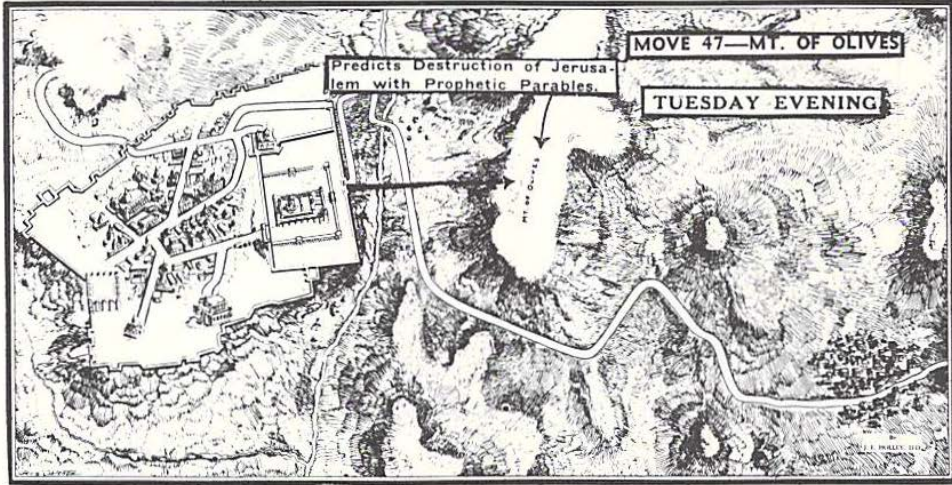 MOVE 47—MT. OF OLIVES
Predicts Destruction of Jerusa-
lem with Prophetic Parables.
TUESDAY EVENING
MT OF OLIVES